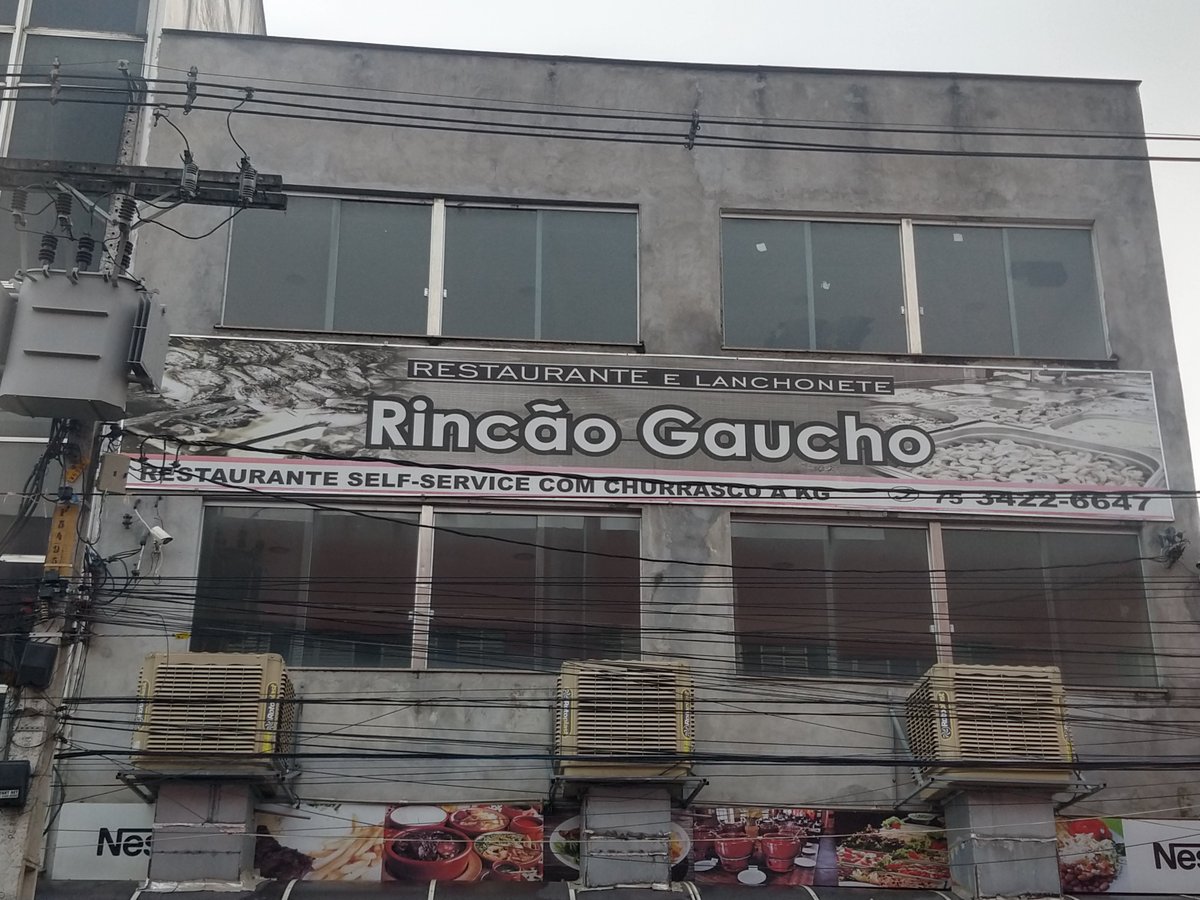 RESTAURANTE E LANCHONETE
Rincão Gaucho
RESTAURANTE SELF-SERVICE COM CHURRASCO A KG 75 3422-6647
Nes
Nes